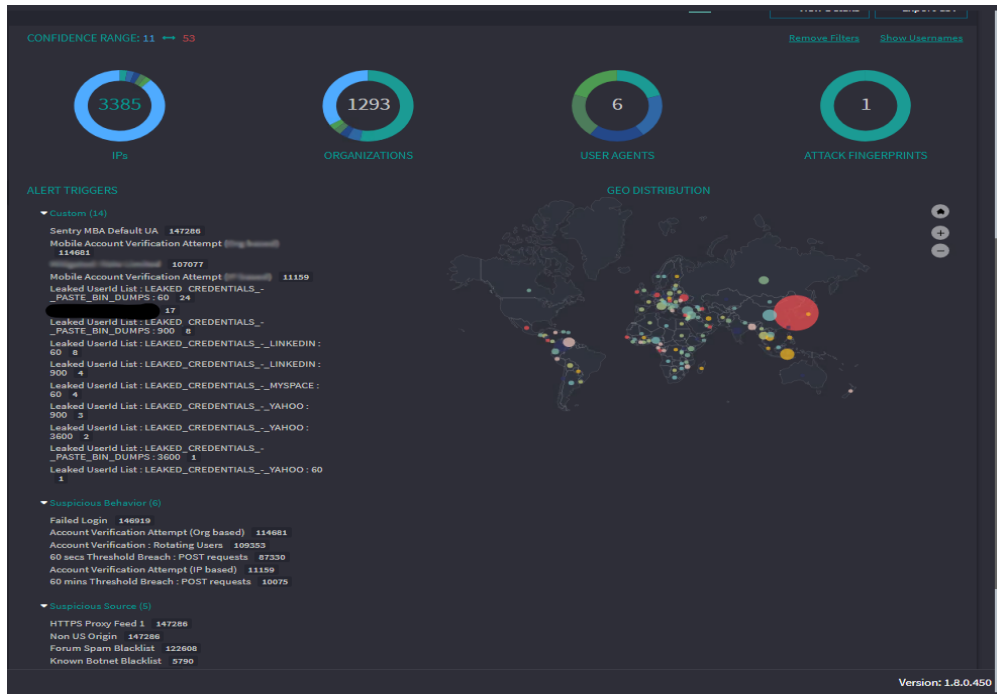 CONFIDENCE RANGE: 11 ↔ 53
Remove Filters Show Usernames
3385
1293
6
1
IPs
ORGANIZATIONS
USER AGENTS
ATTACK FINGERPRINTS
ALERT TRIGGERS
GEO DISTRIBUTION
Custom (14)
Sentry MBA Default UA 147286
Mobile Account Verification Attempt
114681
107077
Mobile Account Verification Attempt 11159
Leaked UserId List : LEAKED_CREDENTIALS_-
_PASTE_BIN_DUMPS : 60 24
17
Leaked UserId List : LEAKED_CREDENTIALS_-
_PASTE_BIN_DUMPS : 900 8
Leaked UserId List : LEAKED_CREDENTIALS_-_LINKEDIN :
60 8
Leaked UserId List : LEAKED_CREDENTIALS_-_LINKEDIN :
900 4
Leaked UserId List : LEAKED_CREDENTIALS_-_MYSPACE :
60 4
Leaked UserId List : LEAKED_CREDENTIALS_-_YAHOO :
900 3
Leaked UserId List : LEAKED_CREDENTIALS_-_YAHOO :
3600 2
Leaked UserId List : LEAKED_CREDENTIALS_-
_PASTE_BIN_DUMPS : 3600 1
Leaked UserId List : LEAKED_CREDENTIALS_-_YAHOO : 60
1
Suspicious Behavior (6)
Failed Login 146919
Account Verification Attempt (Org based) 114681
Account Verification : Rotating Users 109353
60 secs Threshold Breach : POST requests 87330
Account Verification Attempt (IP based) 11159
60 mins Threshold Breach : POST requests 10075
Suspicious Source (5)
HTTPS Proxy Feed 1 147286
Non US Origin 147286
Forum Spam Blacklist 122608
Known Botnet Blacklist 5790
Version: 1.8.0.450